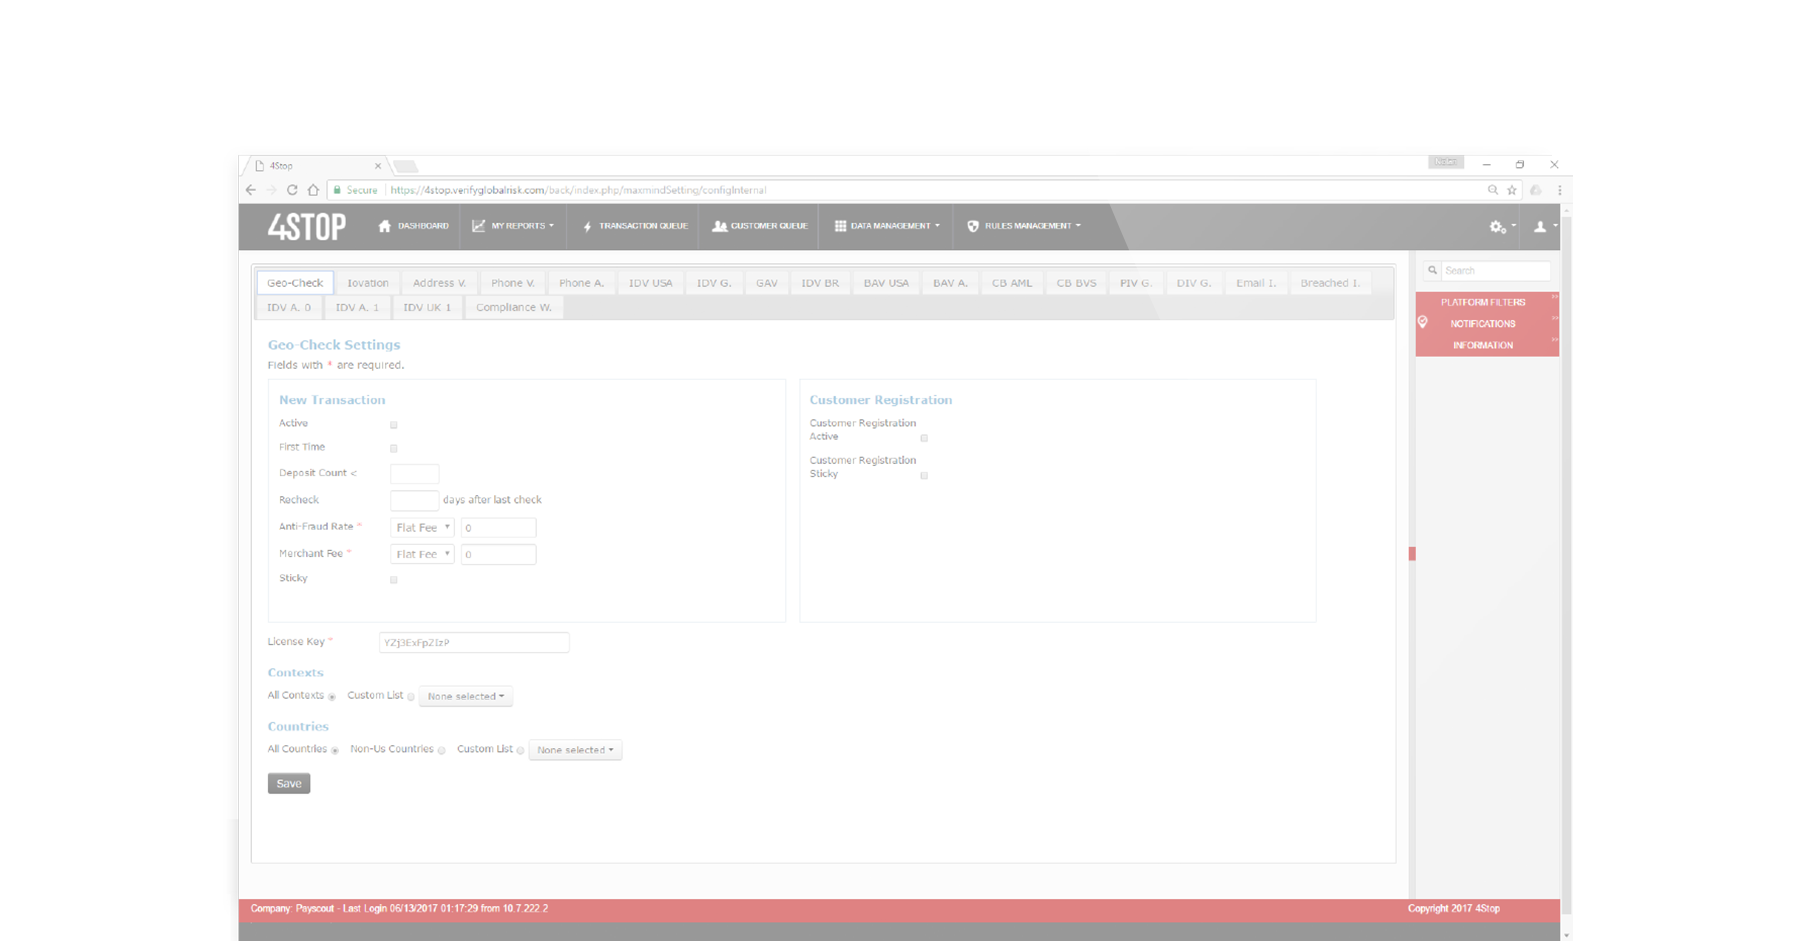 4Stop
Secure https://4stop.verifyglobalrisk.com/back/index.php/maxmindSetting/configInternal
4STOP DASHBOARD MY REPORTS TRANSACTION QUEUE CUSTOMER QUEUE DATA MANAGEMENT RULES MANAGEMENT
Search
Geo-Check Iovation Address V. Phone V. Phone A. IDV USA IDV G. GAV IDV BR BAV USA BAV A. CB AML CB BVS PIV G. DIV G. Email I. Breached I.
IDV A. 0 IDV A. 1 IDV UK 1 Compliance W.
PLATFORM FILTERS
NOTIFICATIONS
INFORMATION
Geo-Check Settings
Fields with * are required.
New Transaction
Active
First Time
Deposit Count <
Recheck days after last check
Anti-Fraud Rate * Flat Fee 0
Merchant Fee * Flat Fee 0
Sticky
Customer Registration
Customer Registration
Active
Customer Registration
Sticky
License Key * YZj3ExFpZIzP
Contexts
All Contexts Custom List None selected
Countries
All Countries Non-Us Countries Custom List None selected
Save
Company: Payscout - Last Login 06/13/2017 01:17:29 from 10.7.222.2
Copyright 2017 4Stop